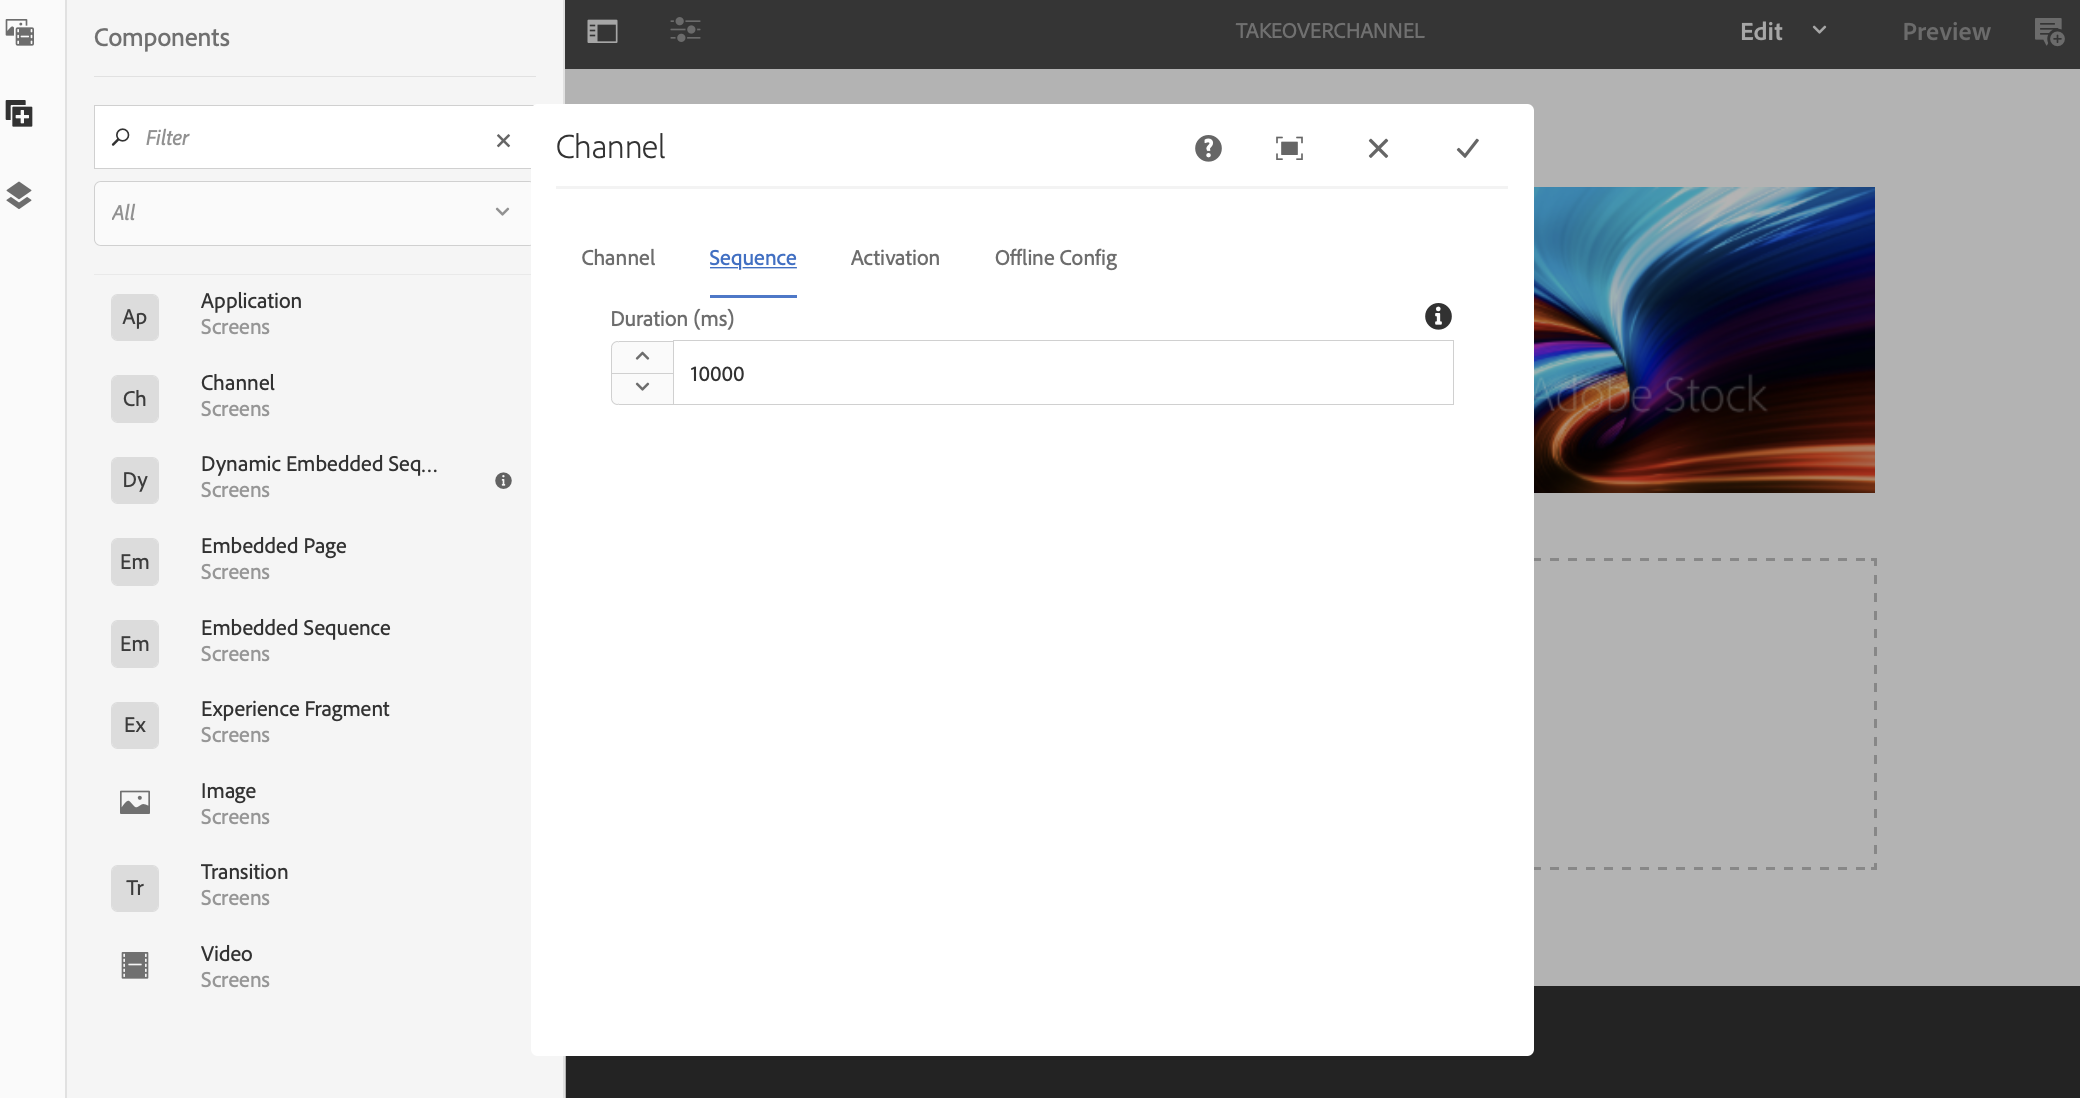 Components
Filter
All
Ap
Application
Screens
Ch
Channel
Screens
Dy
Dynamic Embedded Seq...
Screens
Em
Embedded Page
Screens
Em
Embedded Sequence
Screens
Ex
Experience Fragment
Screens
Image
Screens
Tr
Transition
Screens
Video
Screens
TAKEOVERCHANNEL
Edit
Preview
Channel
Channel Sequence Activation Offline Config
Duration (ms)
10000
Adobe Stock